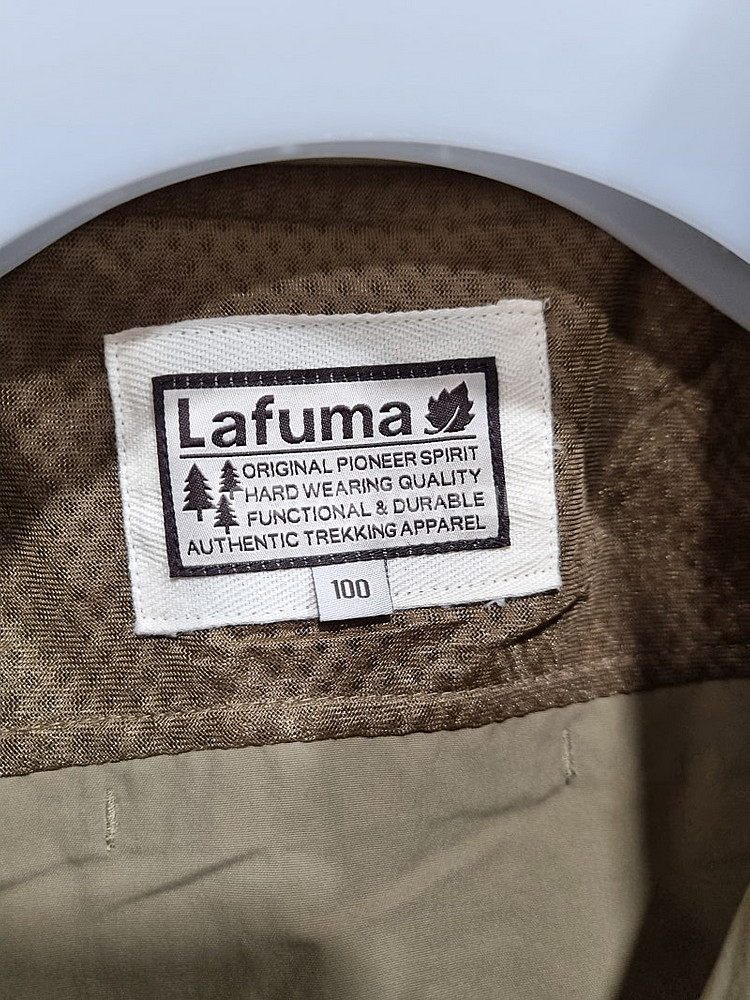 Lafuma
ORIGINAL PIONEER SPIRIT
HARD WEARING QUALITY
FUNCTIONAL & DURABLE
AUTHENTIC TREKKING APPAREL
100